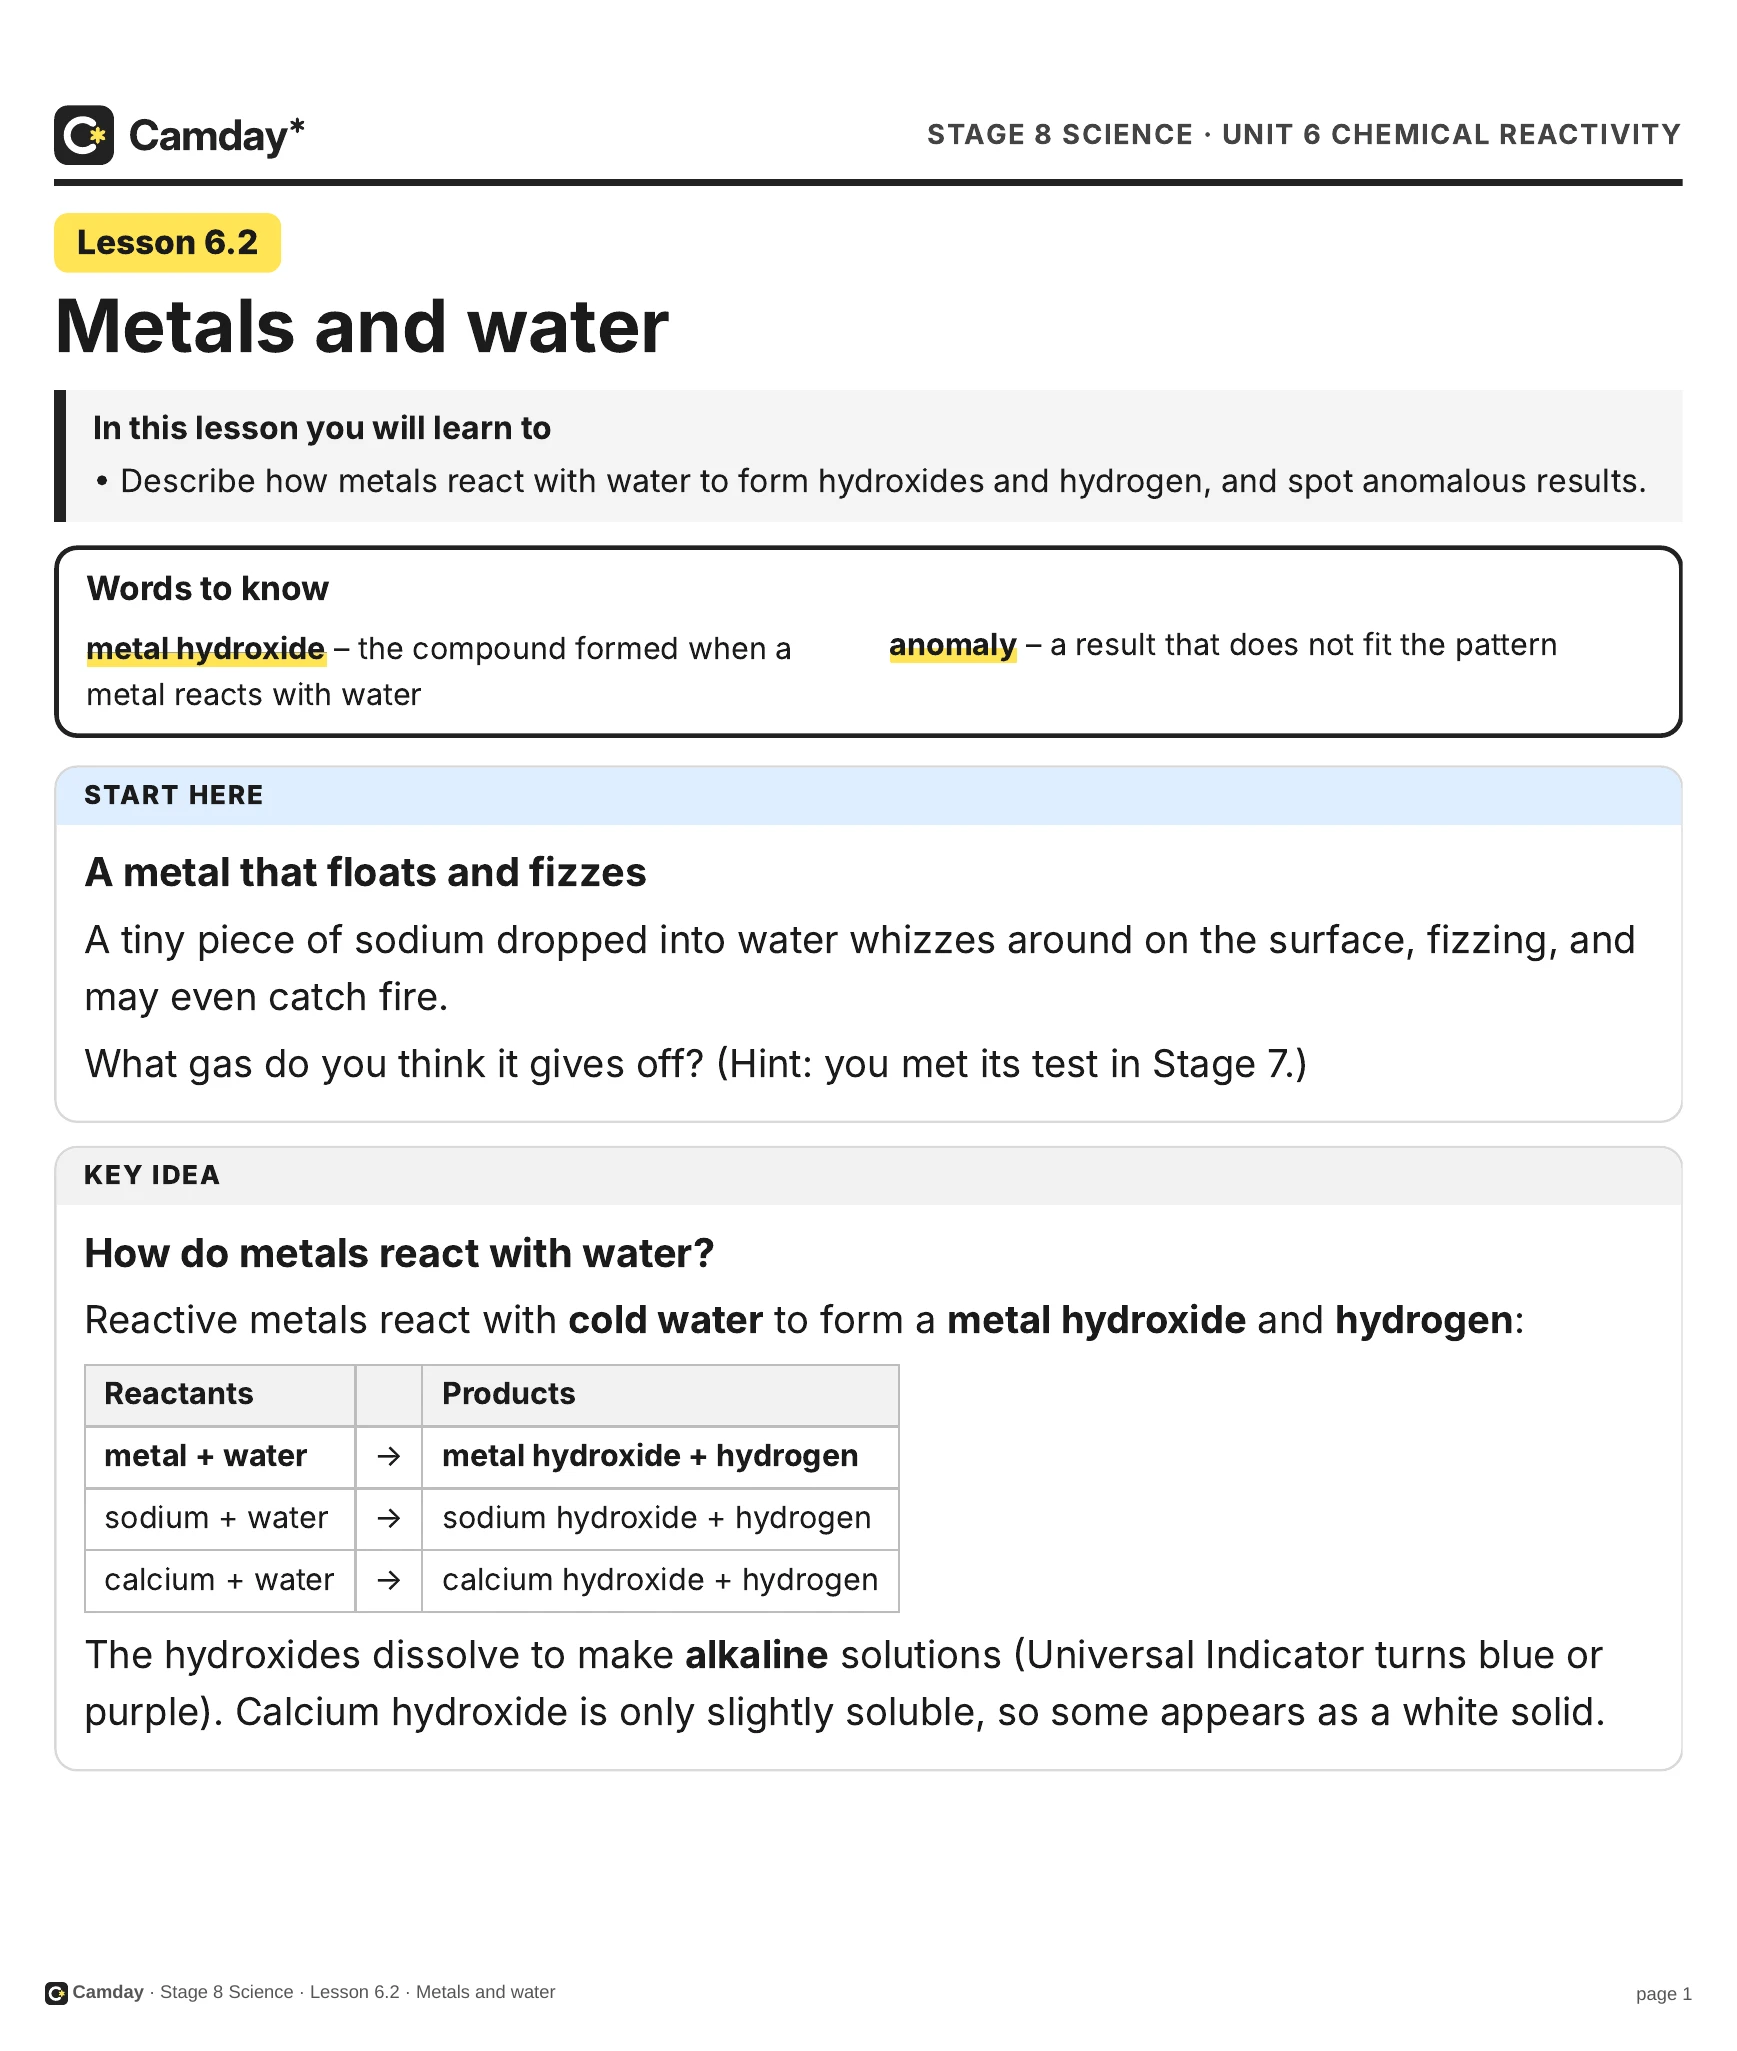 Camday*
STAGE 8 SCIENCE · UNIT 6 CHEMICAL REACTIVITY
Lesson 6.2
Metals and water
In this lesson you will learn to
• Describe how metals react with water to form hydroxides and hydrogen, and spot anomalous results.
Words to know
metal hydroxide – the compound formed when a
metal reacts with water
anomaly – a result that does not fit the pattern
START HERE
A metal that floats and fizzes
A tiny piece of sodium dropped into water whizzes around on the surface, fizzing, and
may even catch fire.
What gas do you think it gives off? (Hint: you met its test in Stage 7.)
KEY IDEA
How do metals react with water?
Reactive metals react with cold water to form a metal hydroxide and hydrogen:
Reactants Products
metal + water → metal hydroxide + hydrogen
sodium + water → sodium hydroxide + hydrogen
calcium + water → calcium hydroxide + hydrogen
The hydroxides dissolve to make alkaline solutions (Universal Indicator turns blue or
purple). Calcium hydroxide is only slightly soluble, so some appears as a white solid.
Camday · Stage 8 Science · Lesson 6.2 · Metals and water
page 1